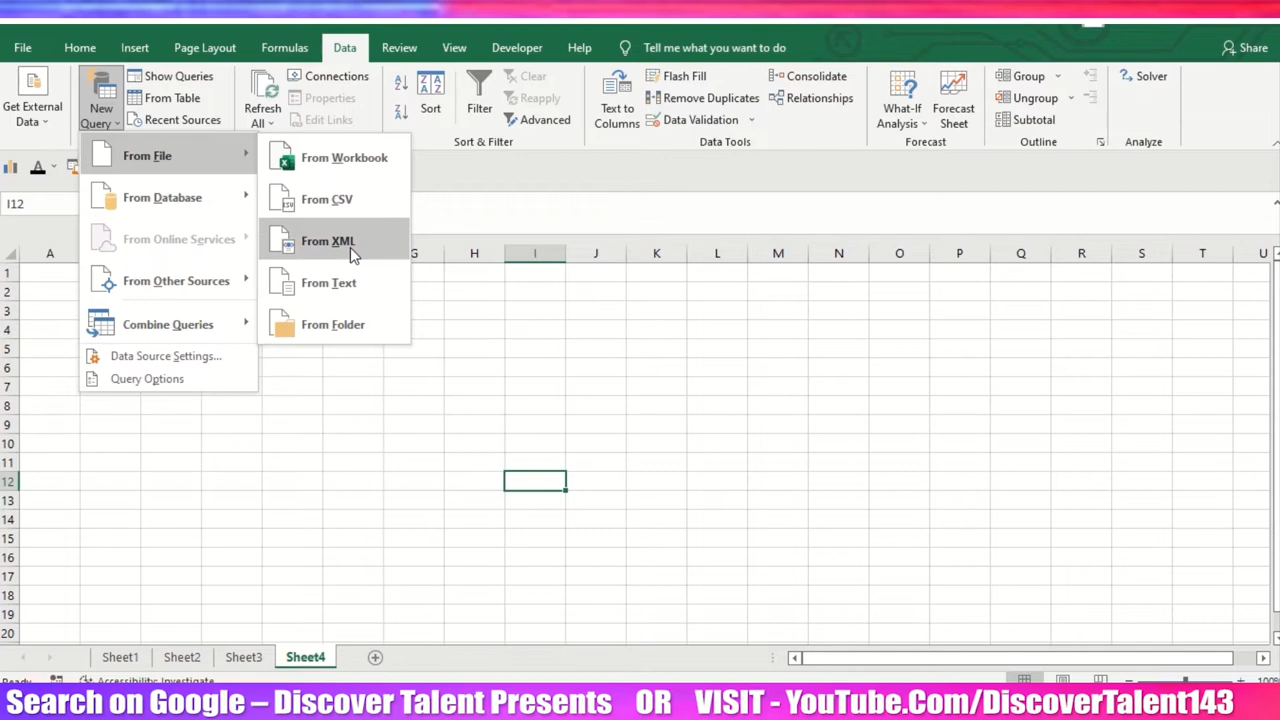 File Home Insert Page Layout Formulas Data Review View Developer Help Tell me what you want to do Share
Get External Data
New Query
Show Queries
From Table
Recent Sources
Refresh All
Connections
Properties
Edit Links
Sort
Filter
Clear
Reapply
Advanced
Sort & Filter
Text to Columns
Flash Fill
Remove Duplicates
Data Validation
Consolidate
Relationships
Data Tools
What-If Analysis
Forecast Sheet
Forecast
Group
Ungroup
Subtotal
Outline
Solver
Analyze
From File
From Database
From Online Services
From Other Sources
Combine Queries
Data Source Settings...
Query Options
From Workbook
From CSV
From XML
From Text
From Folder
I12
A G H I J K L M N O P Q R S T U
1
2
3
4
5
6
7
8
9
10
11
12
13
14
15
16
17
18
19
20
Sheet1 Sheet2 Sheet3 Sheet4
Accessibility: Investigate
Search on Google – Discover Talent Presents OR VISIT - YouTube.Com/DiscoverTalent143